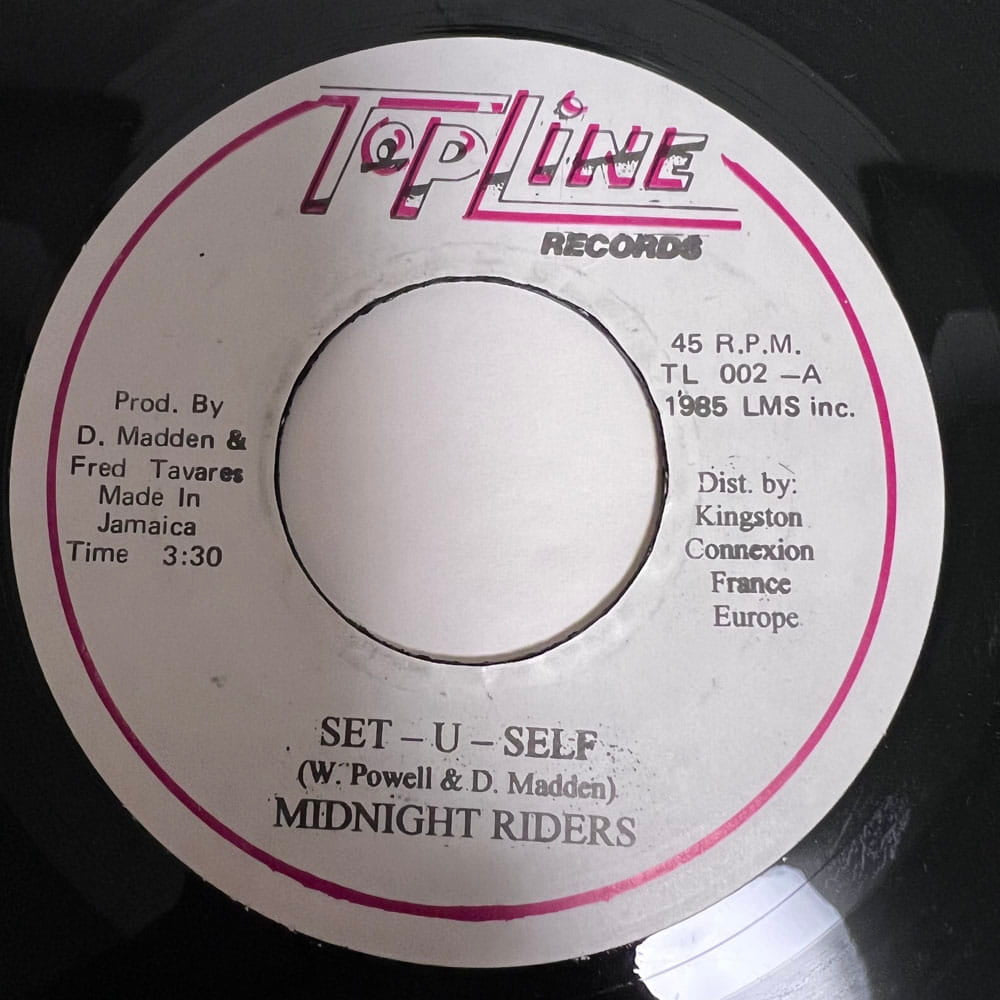 TOPLINE
RECORDS
45 R.P.M.
TL 002 –A
1985 LMS inc.
Prod. By
D. Madden &
Fred Tavares
Made In
Jamaica
Time 3:30
Dist. by:
Kingston
Connexion
France
Europe
SET – U – SELF
(W. Powell & D. Madden)
MIDNIGHT RIDERS